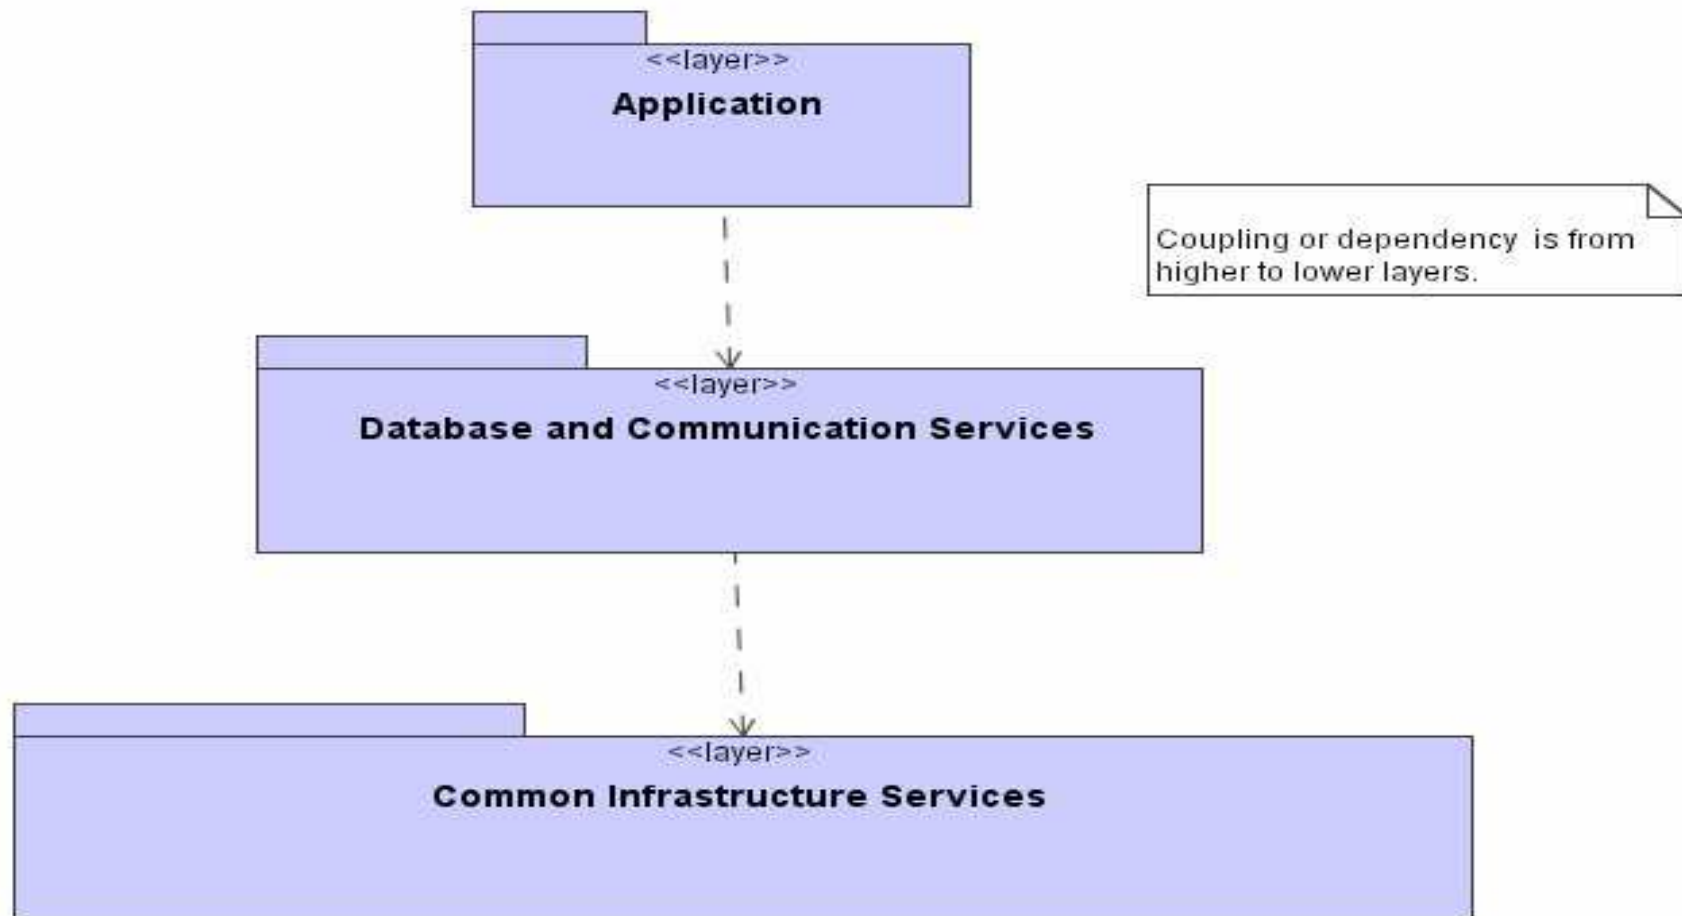 <<layer>>
Application
Coupling or dependency is from
higher to lower layers.
<<layer>>
Database and Communication Services
<<layer>>
Common Infrastructure Services